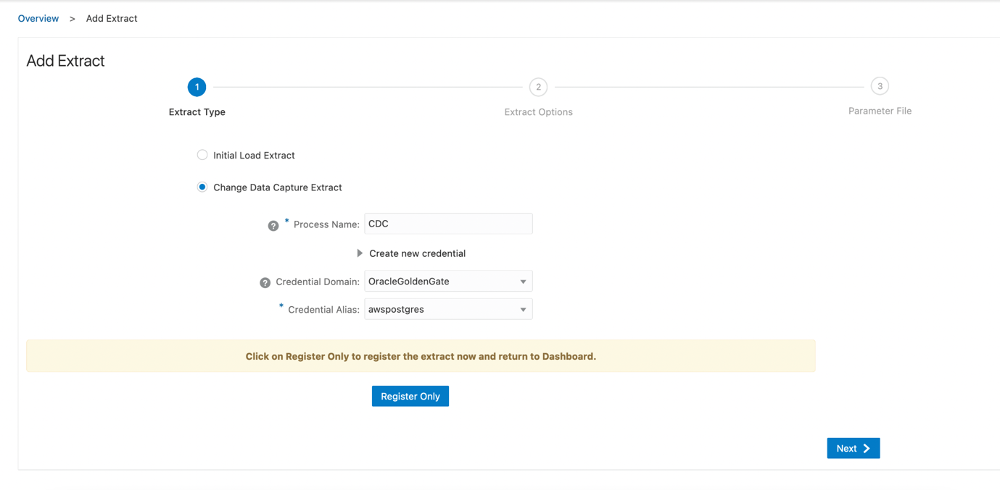 Overview > Add Extract
Add Extract
1 2 3
Extract Type Extract Options Parameter File
Initial Load Extract
Change Data Capture Extract
? * Process Name: CDC
Create new credential
? Credential Domain: OracleGoldenGate
* Credential Alias: awspostgres
Click on Register Only to register the extract now and return to Dashboard.
Register Only
Next